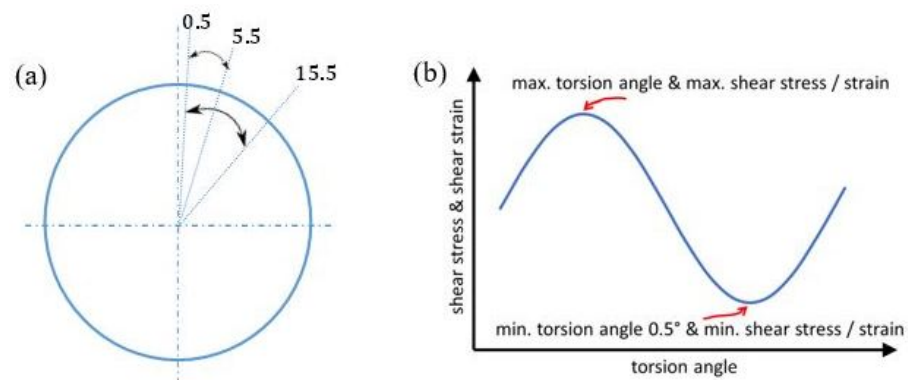 (a)
0.5
5.5
15.5
(b)
shear stress & shear strain
max. torsion angle & max. shear stress / strain
min. torsion angle 0.5° & min. shear stress / strain
torsion angle